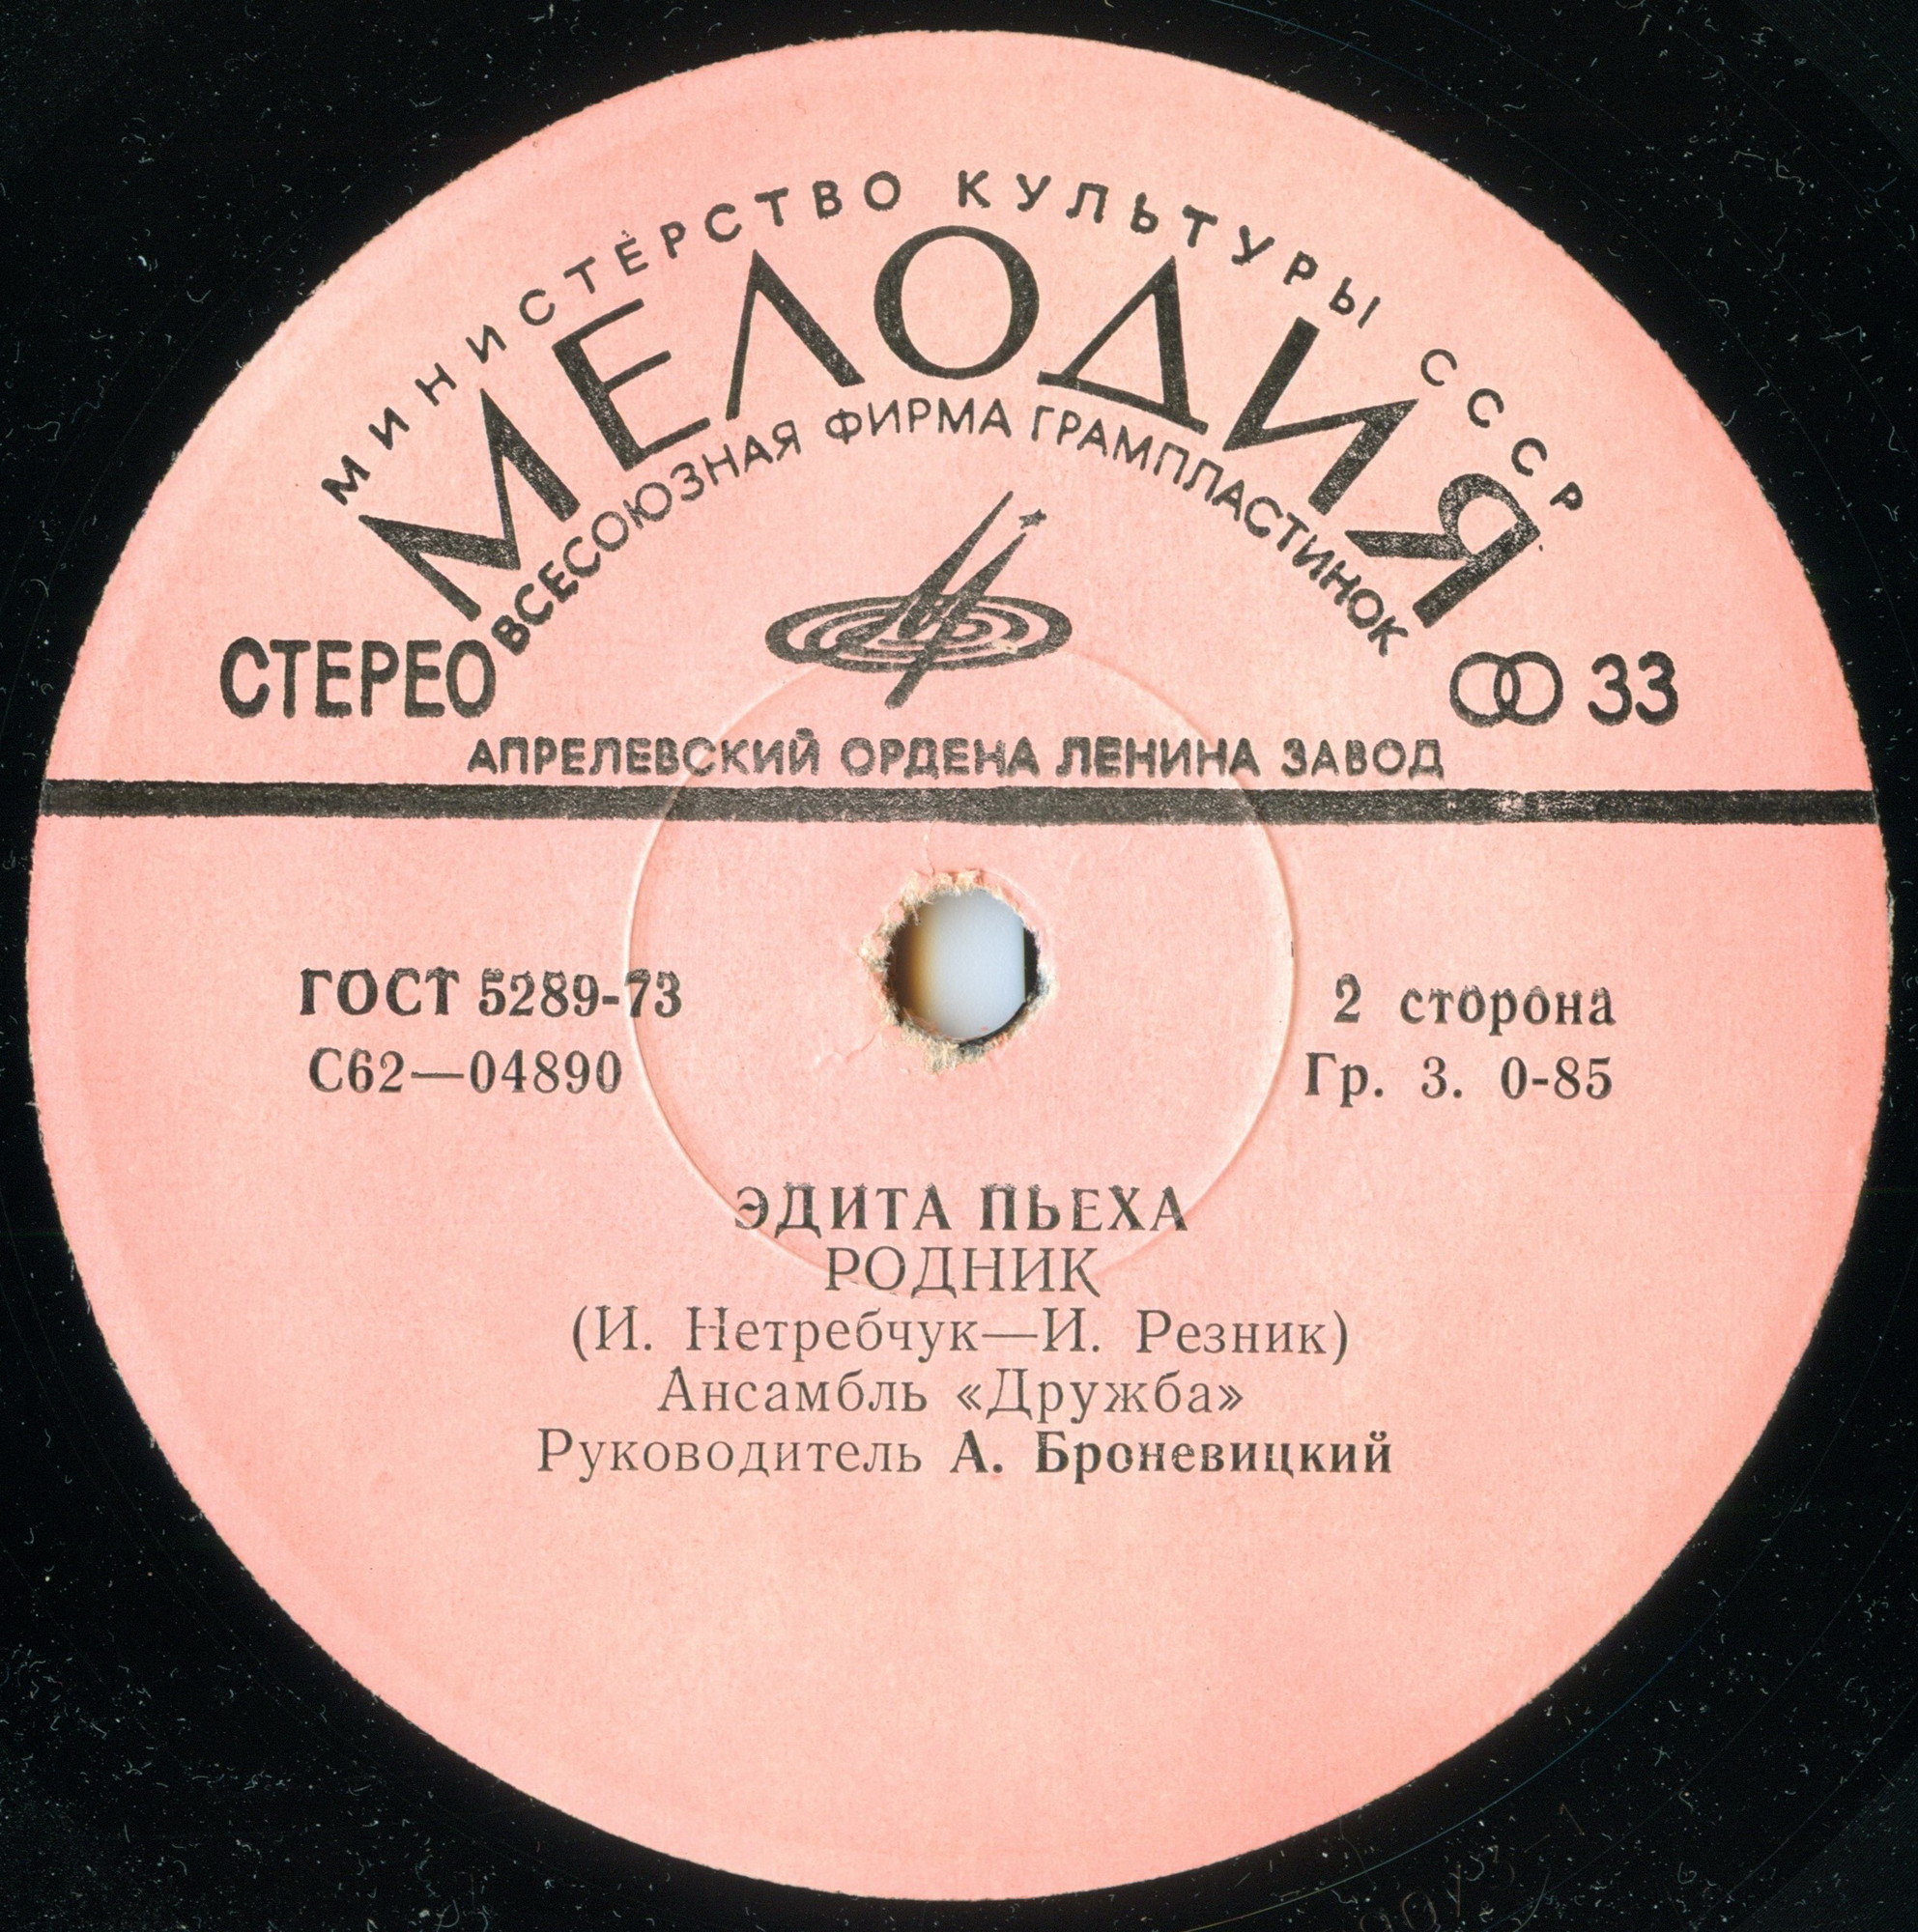 МИНИСТЕРСТВО КУЛЬТУРЫ СССР
МЕЛОДИЯ
ВСЕСОЮЗНАЯ ФИРМА ГРАМПЛАСТИНОК
СТЕРЕО
33
АПРЕЛЕВСКИЙ ОРДЕНА ЛЕНИНА ЗАВОД
ГОСТ 5289-73
С62—04890
2 сторона
Гр. 3. 0-85
ЭДИТА ПЬЕХА
РОДНИК
(И. Нетребчук—И. Резник)
Ансамбль «Дружба»
Руководитель А. Броневицкий